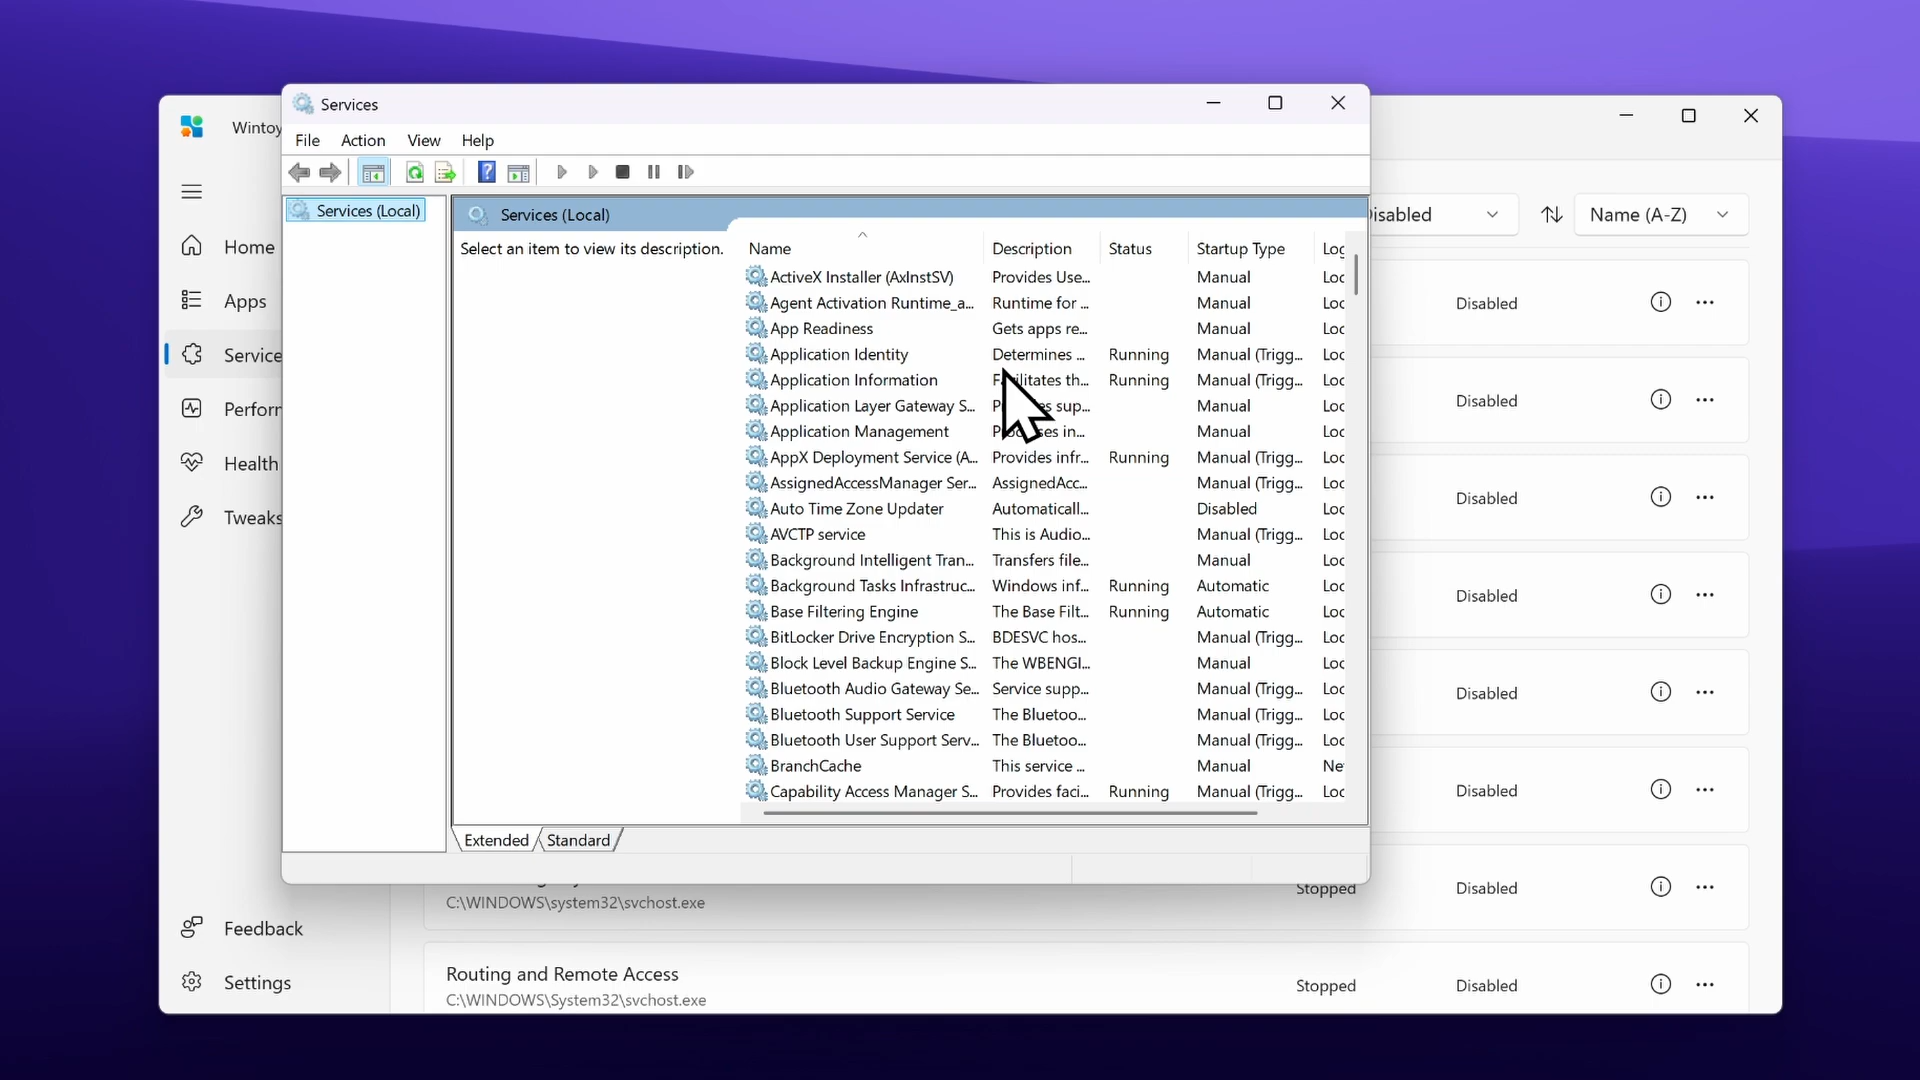 Wintoy
Services
File Action View Help
Services (Local)
Services (Local)
Select an item to view its description.
Name Description Status Startup Type Log
ActiveX Installer (AxInstSV) Provides Use... Manual Loc
Agent Activation Runtime_a... Runtime for ... Manual Loc
App Readiness Gets apps re... Manual Loc
Application Identity Determines ... Running Manual (Trigg... Loc
Application Information Facilitates th... Running Manual (Trigg... Loc
Application Layer Gateway S... sup... Manual Loc
Application Management in... Manual Loc
AppX Deployment Service (A... Provides infr... Running Manual (Trigg... Loc
AssignedAccessManager Ser... AssignedAcc... Manual (Trigg... Loc
Auto Time Zone Updater Automaticall... Disabled Loc
AVCTP service This is Audio... Manual (Trigg... Loc
Background Intelligent Tran... Transfers file... Manual Loc
Background Tasks Infrastruc... Windows inf... Running Automatic Loc
Base Filtering Engine The Base Filt... Running Automatic Loc
BitLocker Drive Encryption S... BDESVC hos... Manual (Trigg... Loc
Block Level Backup Engine S... The WBENGI... Manual Loc
Bluetooth Audio Gateway Se... Service supp... Manual (Trigg... Loc
Bluetooth Support Service The Bluetoo... Manual (Trigg... Loc
Bluetooth User Support Serv... The Bluetoo... Manual (Trigg... Loc
BranchCache This service ... Manual Ne
Capability Access Manager S... Provides faci... Running Manual (Trigg... Loc
Extended Standard
Home
Apps
Service
Perforn
Health
Tweaks
Feedback
Settings
isabled Name (A-Z)
Disabled
Disabled
Disabled
Disabled
Disabled
Disabled
Stopped Disabled
C:\WINDOWS\system32\svchost.exe
Routing and Remote Access
C:\WINDOWS\System32\svchost.exe
Stopped Disabled